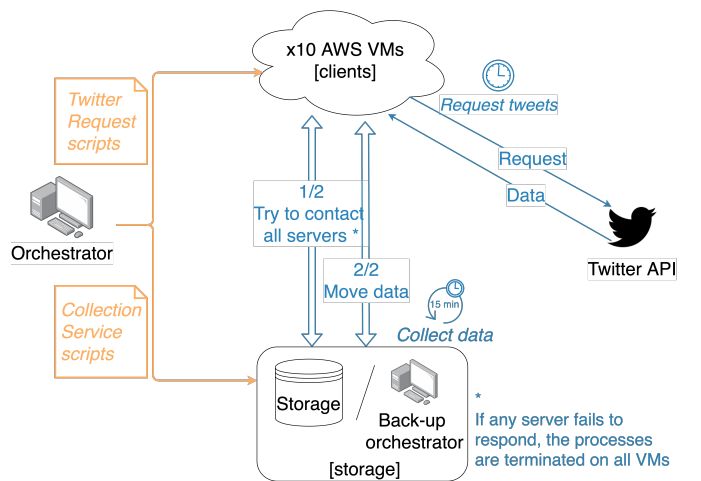 x10 AWS VMs
[clients]
Request tweets
Twitter
Request
scripts
Request
Data
1/2
Try to contact
all servers *
Orchestrator
Twitter API
2/2
Move data
15 min
Collect data
Collection
Service
scripts
Storage
Back-up
orchestrator
[storage]
*
If any server fails to
respond, the processes
are terminated on all VMs